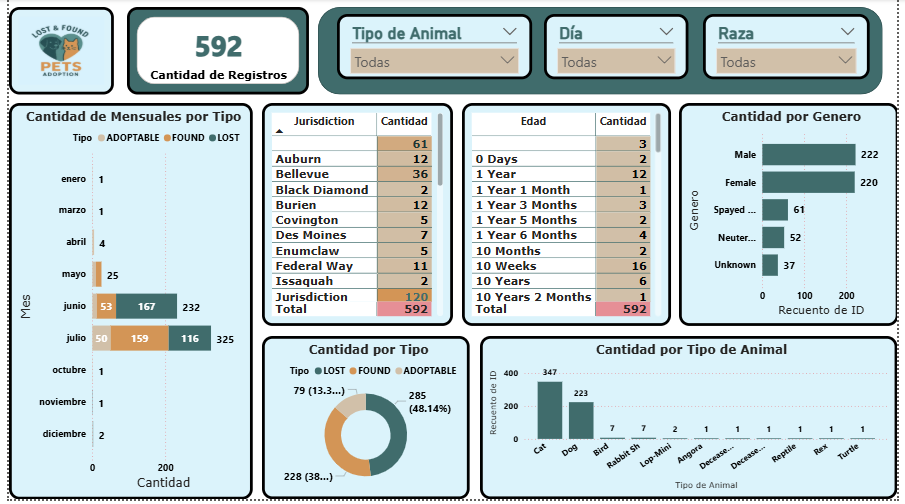 LOST & FOUND
PETS
ADOPTION
592
Cantidad de Registros
Tipo de Animal
Todas
Día
Todas
Raza
Todas
Cantidad de Mensuales por Tipo
Tipo ADOPTABLE FOUND LOST
Mes
enero 1
marzo 1
abril 4
mayo 25
junio 53 167 232
julio 50 159 116 325
octubre 1
noviembre 1
diciembre 2
0 200
Cantidad
Jurisdiction Cantidad
61
Auburn 12
Bellevue 36
Black Diamond 2
Burien 12
Covington 5
Des Moines 7
Enumclaw 5
Federal Way 11
Issaquah 2
Jurisdiction 120
Total 592
Edad Cantidad
3
0 Days 2
1 Year 12
1 Year 1 Month 1
1 Year 3 Months 3
1 Year 5 Months 2
1 Year 6 Months 4
10 Months 2
10 Weeks 16
10 Years 6
10 Years 2 Months 1
Total 592
Cantidad por Genero
Genero
Male 222
Female 220
Spayed ... 61
Neuter... 52
Unknown 37
0 100 200
Recuento de ID
Cantidad por Tipo
Tipo LOST FOUND ADOPTABLE
79 (13.3...)
285
(48.14%)
228 (38...)
Cantidad por Tipo de Animal
Recuento de ID
400
200
0
347 223 7 7 2 1 1 1 1 1 1
Cat Dog Bird Rabbit Sh Lop-Mini Angora Decease... Decease... Reptile Rex Turtle
Tipo de Animal